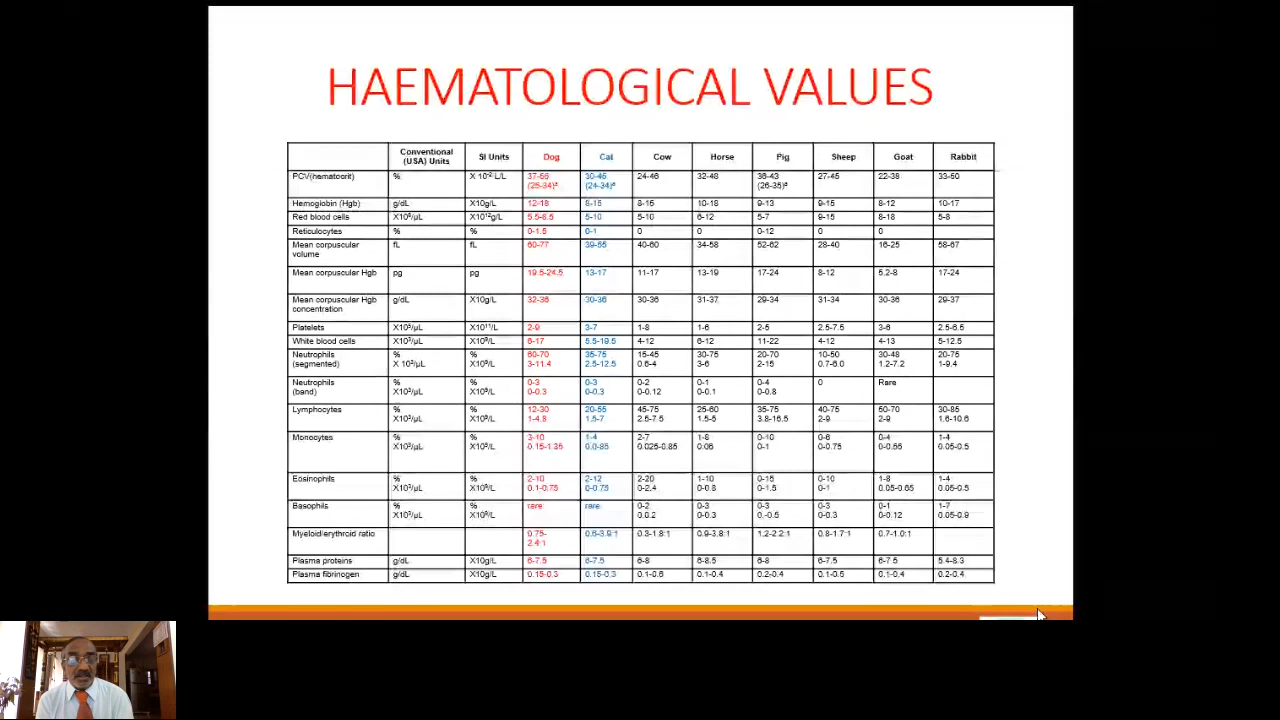 HAEMATOLOGICAL VALUES
Conventional (USA) Units SI Units Dog Cat Cow Horse Pig Sheep Goat Rabbit
PCV(hematocrit) % X 10⁻² L/L 37-55 30-45 24-46 32-48 36-43 27-45 22-38 33-50
(25-34)ᵃ (24-34)ᵃ (26-35)ᵃ
Hemoglobin (Hgb) g/dL X10g/L 12-18 8-15 8-15 10-18 9-13 9-15 8-12 10-17
Red blood cells X10⁶/µL X10¹²g/L 5.5-8.5 5-10 5-10 6-12 5-7 9-15 8-18 5-8
Reticulocytes % % 0-1.5 0-1 0 0 0-12 0 0
Mean corpuscular fL fL 60-77 39-55 40-60 34-58 52-62 28-40 16-25 58-67
volume
Mean corpuscular Hgb pg pg 19.5-24.5 13-17 11-17 13-19 17-24 8-12 5.2-8 17-24
Mean corpuscular Hgb g/dL X10g/L 32-36 30-36 30-36 31-37 29-34 31-34 30-36 29-37
concentration
Platelets X10⁵/µL X10¹¹/L 2-9 3-7 1-8 1-6 2-5 2.5-7.5 3-6 2.5-6.5
White blood cells X10³/µL X10⁹/L 6-17 5.5-19.5 4-12 6-12 11-22 4-12 4-13 5-12.5
Neutrophils % % 60-70 35-75 15-45 30-75 20-70 10-50 30-48 20-75
(segmented) X 10³/µL X10⁹/L 3-11.4 2.5-12.5 0.6-4 3-6 2-15 0.7-6.0 1.2-7.2 1-9.4
Neutrophils % % 0-3 0-3 0-2 0-1 0-4 0 Rare
(band) X10³/µL X10⁹/L 0-0.3 0-0.3 0-0.12 0-0.1 0-0.8
Lymphocytes % % 12-30 20-55 45-75 25-60 35-75 40-75 50-70 30-85
X10³/µL X10⁹/L 1-4.8 1.5-7 2.5-7.5 1.5-5 3.8-16.5 2-9 2-9 1.6-10.6
Monocytes % % 3-10 1-4 2-7 1-8 0-10 0-6 0-4 1-4
X10³/µL X10⁹/L 0.15-1.35 0.0-85 0.025-0.85 0.06 0-1 0-0.75 0-0.55 0.05-0.5
Eosinophils % % 2-10 2-12 2-20 1-10 0-15 0-10 1-8 1-4
X10³/µL X10⁹/L 0.1-0.75 0-0.75 0-2.4 0-0.8 0-1.5 0-1 0.05-0.65 0.05-0.5
Basophils % % rare rare 0-2 0-3 0-3 0-3 0-1 1-7
X10³/µL X10⁹/L 0.0.2 0-0.3 0.-0.5 0-0.3 0-0.12 0.05-0.9
Myeloid/erythroid ratio 0.75- 0.6-3.9:1 0.3-1.8:1 0.9-3.8:1 1.2-2.2:1 0.8-1.7:1 0.7-1.0:1
2.4:1
Plasma proteins g/dL X10g/L 6-7.5 6-7.5 6-8 6-8.5 6-8 6-7.5 6-7.5 5.4-8.3
Plasma fibrinogen g/dL X10g/L 0.15-0.3 0.15-0.3 0.1-0.6 0.1-0.4 0.2-0.4 0.1-0.5 0.1-0.4 0.2-0.4